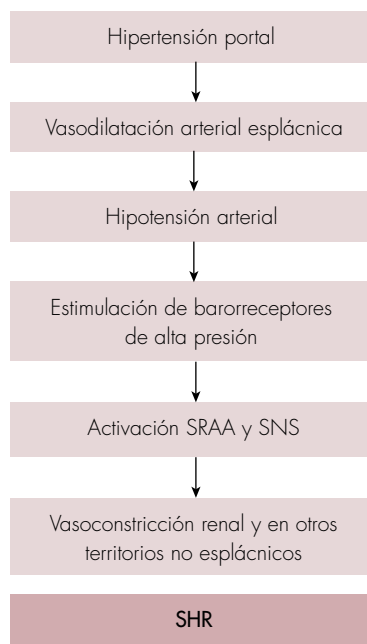 Hipertensión portal
Vasodilatación arterial esplácnica
Hipotensión arterial
Estimulación de barorreceptores
de alta presión
Activación SRAA y SNS
Vasoconstricción renal y en otros
territorios no esplácnicos
SHR